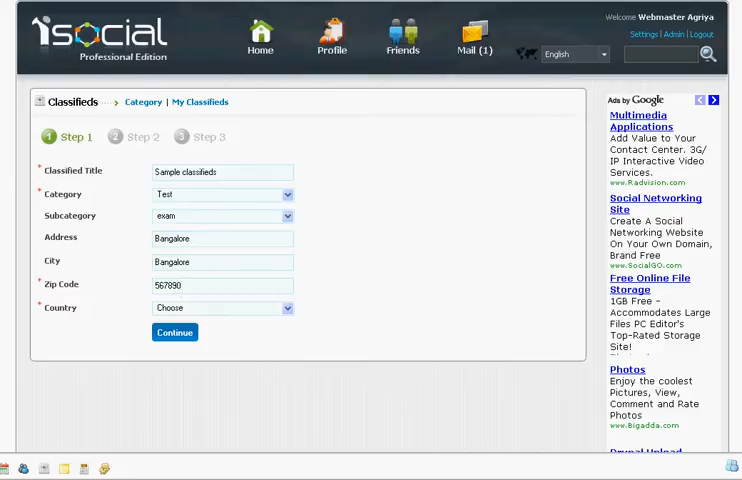 isocial
Professional Edition
Home
Profile
Friends
Mail (1)
Welcome Webmaster Agriya
Settings | Admin | Logout
English
Classifieds
Category | My Classifieds
1 Step 1
2 Step 2
3 Step 3
* Classified Title
Sample classifieds
* Category
Test
Subcategory
exam
Address
Bangalore
City
Bangalore
* Zip Code
567890
* Country
Choose
Continue
Ads by Google
Multimedia
Applications
Add Value to Your
Contact Center. 3G/
IP Interactive Video
Services.
www.Radvision.com
Social Networking
Site
Create A Social
Networking Website
On Your Own Domain,
Brand Free
www.SocialGO.com
Free Online File
Storage
1GB Free -
Accommodates Large
Files PC Editor's
Top-Rated Storage
Site!
Photos
Enjoy the coolest
Pictures, View,
Comment and Rate
Photos
www.Bigadda.com
Drupal Upload